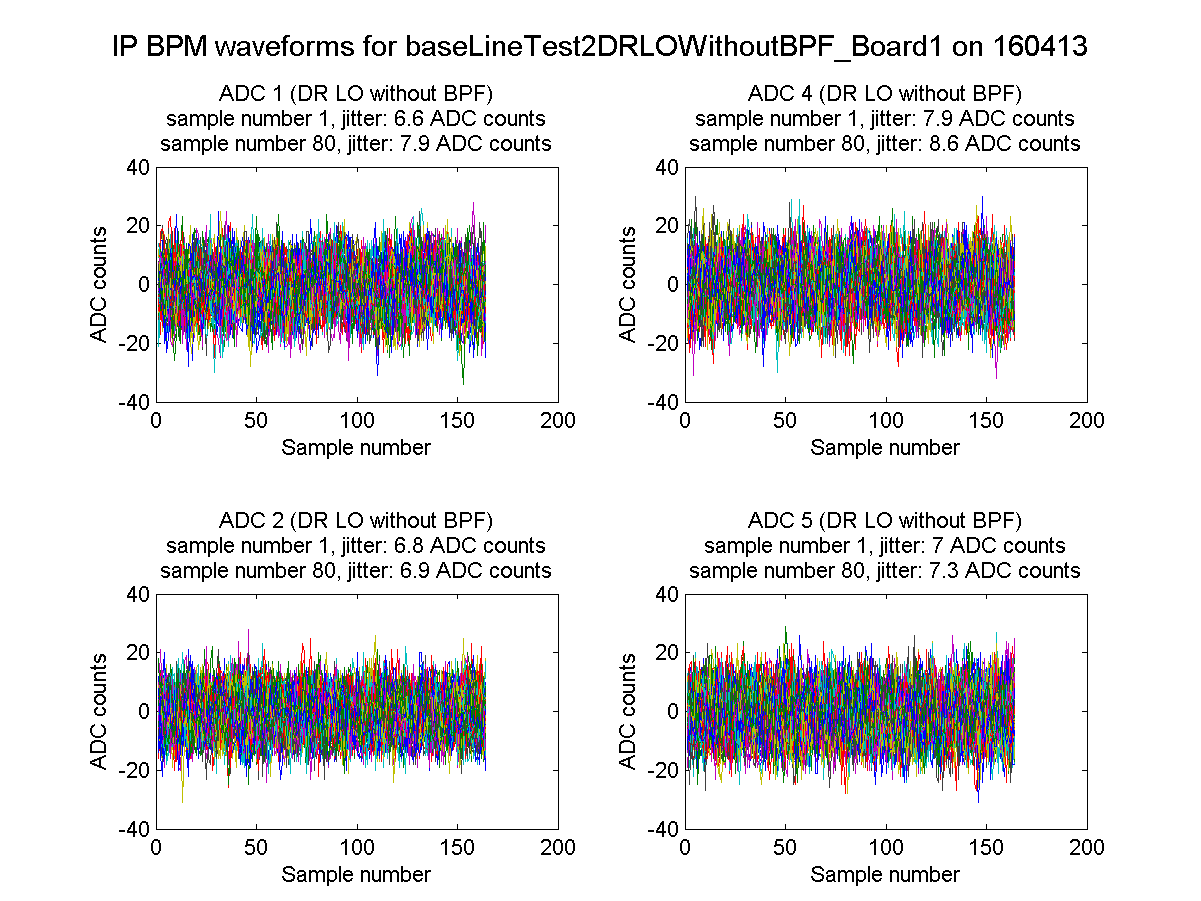 IP BPM waveforms for baseLineTest2DRLOWithoutBPF_Board1 on 160413
ADC 1 (DR LO without BPF)
sample number 1, jitter: 6.6 ADC counts
sample number 80, jitter: 7.9 ADC counts
40
20
0
-20
-40
ADC counts
0 50 100 150 200
Sample number
ADC 4 (DR LO without BPF)
sample number 1, jitter: 7.9 ADC counts
sample number 80, jitter: 8.6 ADC counts
40
20
0
-20
-40
ADC counts
0 50 100 150 200
Sample number
ADC 2 (DR LO without BPF)
sample number 1, jitter: 6.8 ADC counts
sample number 80, jitter: 6.9 ADC counts
40
20
0
-20
-40
ADC counts
0 50 100 150 200
Sample number
ADC 5 (DR LO without BPF)
sample number 1, jitter: 7 ADC counts
sample number 80, jitter: 7.3 ADC counts
40
20
0
-20
-40
ADC counts
0 50 100 150 200
Sample number